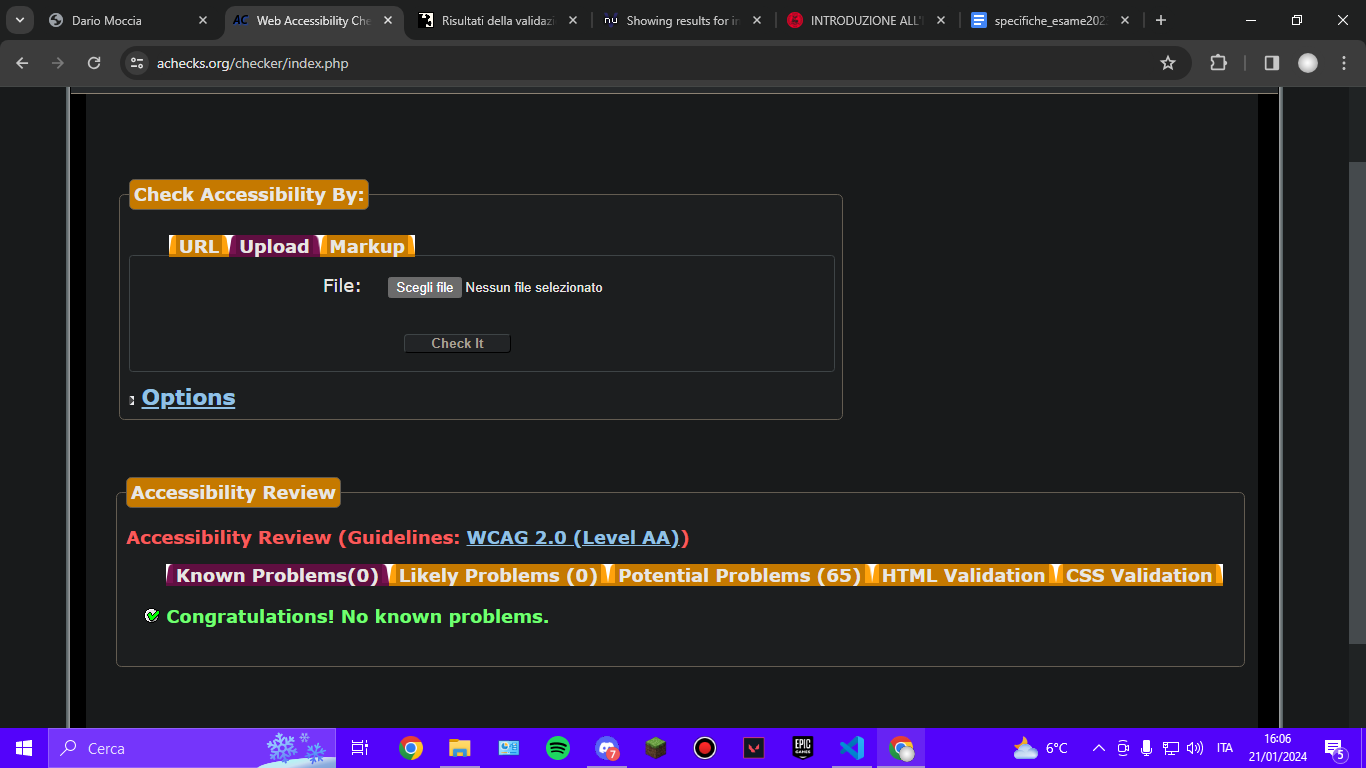 Dario Moccia
Web Accessibility Che
Risultati della validazi
Showing results for in
INTRODUZIONE ALL'
specifiche_esame202
achecks.org/checker/index.php
Check Accessibility By:
URL Upload Markup
File: Scegli file Nessun file selezionato
Check It
Options
Accessibility Review
Accessibility Review (Guidelines: WCAG 2.0 (Level AA))
Known Problems(0) Likely Problems (0) Potential Problems (65) HTML Validation CSS Validation
Congratulations! No known problems.
Cerca
7
EPIC GAMES
6°C
ITA
16:06
21/01/2024
5